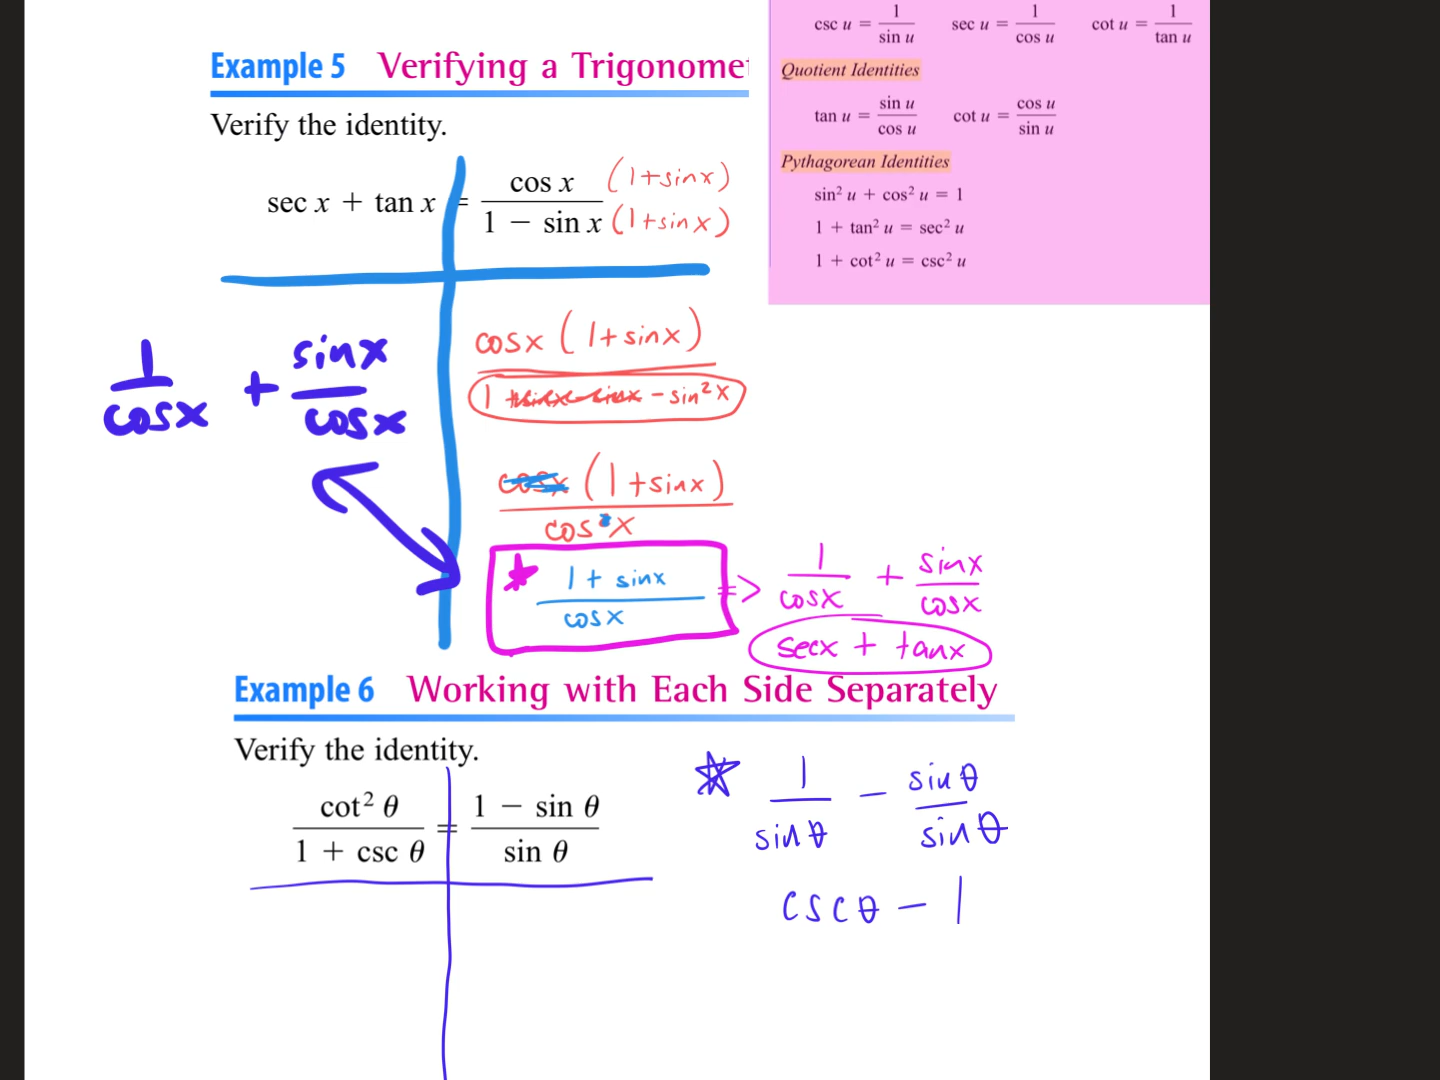 csc u = 1/sin u    sec u = 1/cos u    cot u = 1/tan u
Quotient Identities
tan u = sin u/cos u    cot u = cos u/sin u
Pythagorean Identities
sin² u + cos² u = 1
1 + tan² u = sec² u
1 + cot² u = csc² u
Example 5 Verifying a Trigonome
Verify the identity.
sec x + tan x = cos x/(1 − sin x) (1+sinx)/(1+sinx)
1/cosx + sinx/cosx
cosx (1+sinx)
1 +sinx-sinx - sin²x
cosx (1+sinx)
cos²x
★ 1 + sinx/cosx => 1/cosx + sinx/cosx
secx + tanx
Example 6 Working with Each Side Separately
Verify the identity.
cot² θ/(1 + csc θ) = (1 − sin θ)/sin θ
☆ 1/sinθ − sinθ/sinθ
cscθ − 1